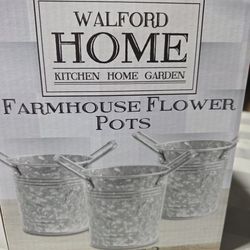 WALFORD
HOME
KITCHEN HOME GARDEN
FARMHOUSE FLOWER
POTS